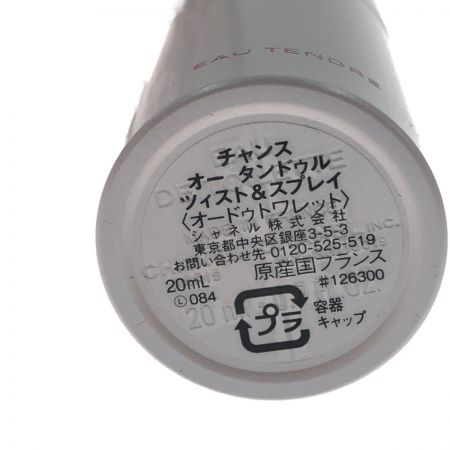 EAU TENDRE
チャンス
オー タンドゥル
ツィスト&スプレイ
〈オードゥトワレット〉
シャネル株式会社
東京都中央区銀座3-5-3
お問い合わせ先 0120-525-519
原産国フランス
20mL #126300
Ⓛ084
プラ
容器
キャップ